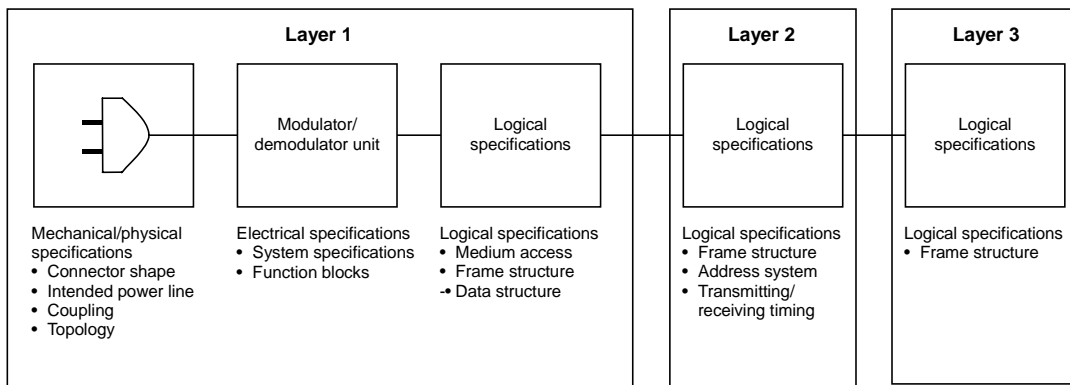 Layer 1
Modulator/
demodulator unit
Logical
specifications
Mechanical/physical
specifications
• Connector shape
• Intended power line
• Coupling
• Topology
Electrical specifications
• System specifications
• Function blocks
Logical specifications
• Medium access
• Frame structure
-• Data structure
Layer 2
Logical
specifications
Logical specifications
• Frame structure
• Address system
• Transmitting/
receiving timing
Layer 3
Logical
specifications
Logical specifications
• Frame structure